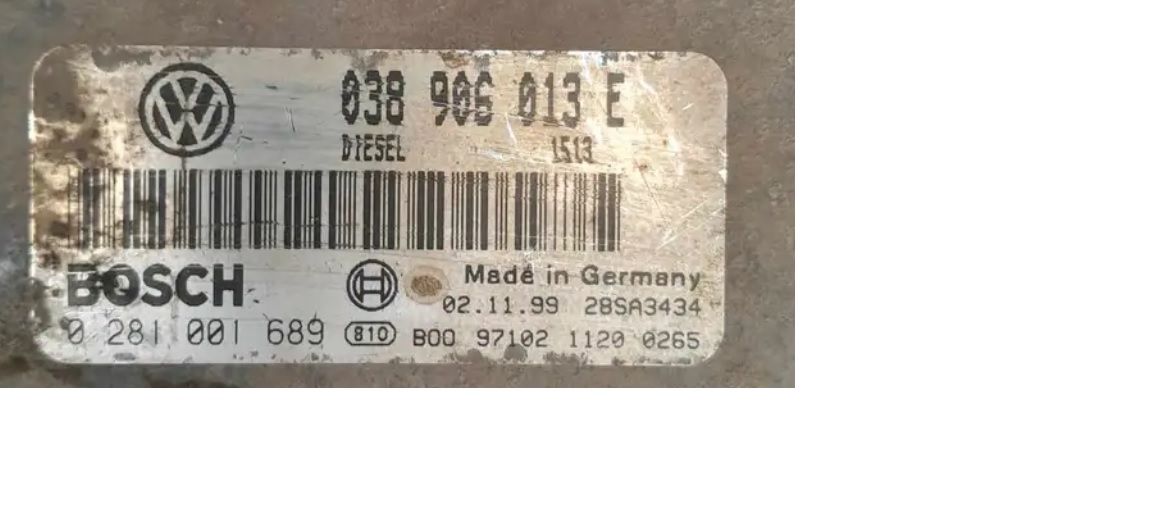 038 906 013 E
DIESEL 1513
BOSCH Made in Germany
02.11.99 28SA3434
0 281 001 689 810 B00 97102 1120 0265